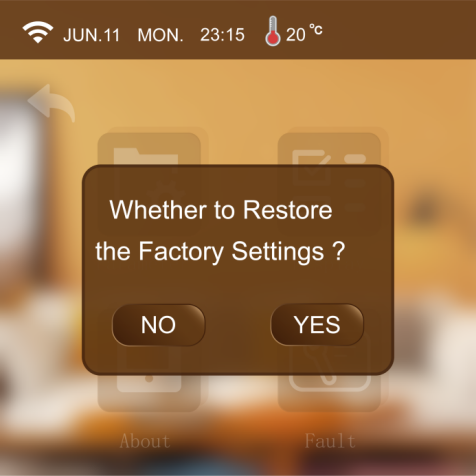 JUN.11 MON. 23:15 20 °C
Whether to Restore
the Factory Settings ?
NO YES
About Fault